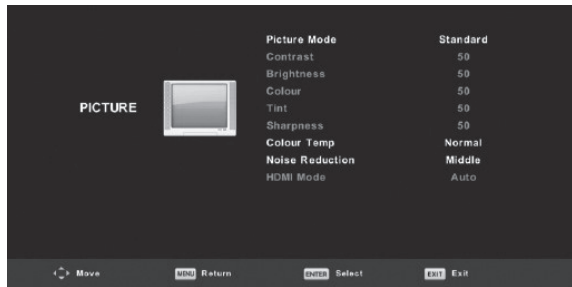 Picture Mode Standard
Contrast 50
Brightness 50
Colour 50
PICTURE
Tint 50
Sharpness 50
Colour Temp Normal
Noise Reduction Middle
HDMI Mode Auto
Move MENU Return ENTER Select EXIT Exit